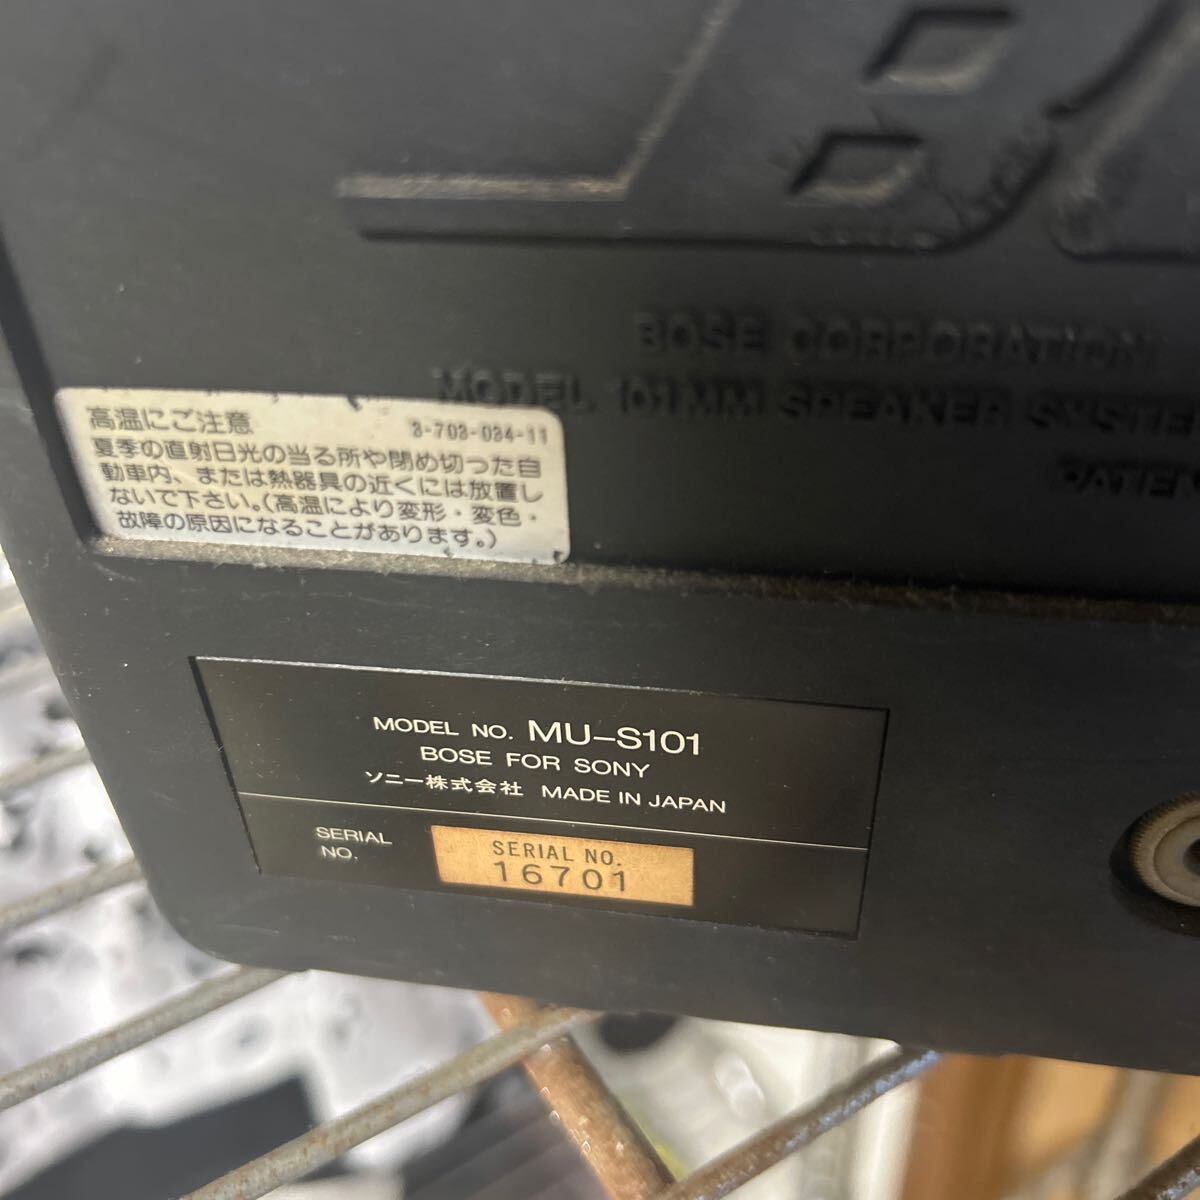 BOSE CORPORATION
MODEL 101MM SPEAKER SYSTEM
高温にご注意 3-703-034-11
夏季の直射日光の当る所や閉め切った自
動車内、または熱器具の近くには放置し
ないで下さい。(高温により変形・変色・
故障の原因になることがあります。)
MODEL NO. MU-S101
BOSE FOR SONY
ソニー株式会社 MADE IN JAPAN
SERIAL
NO.
SERIAL NO.
16701